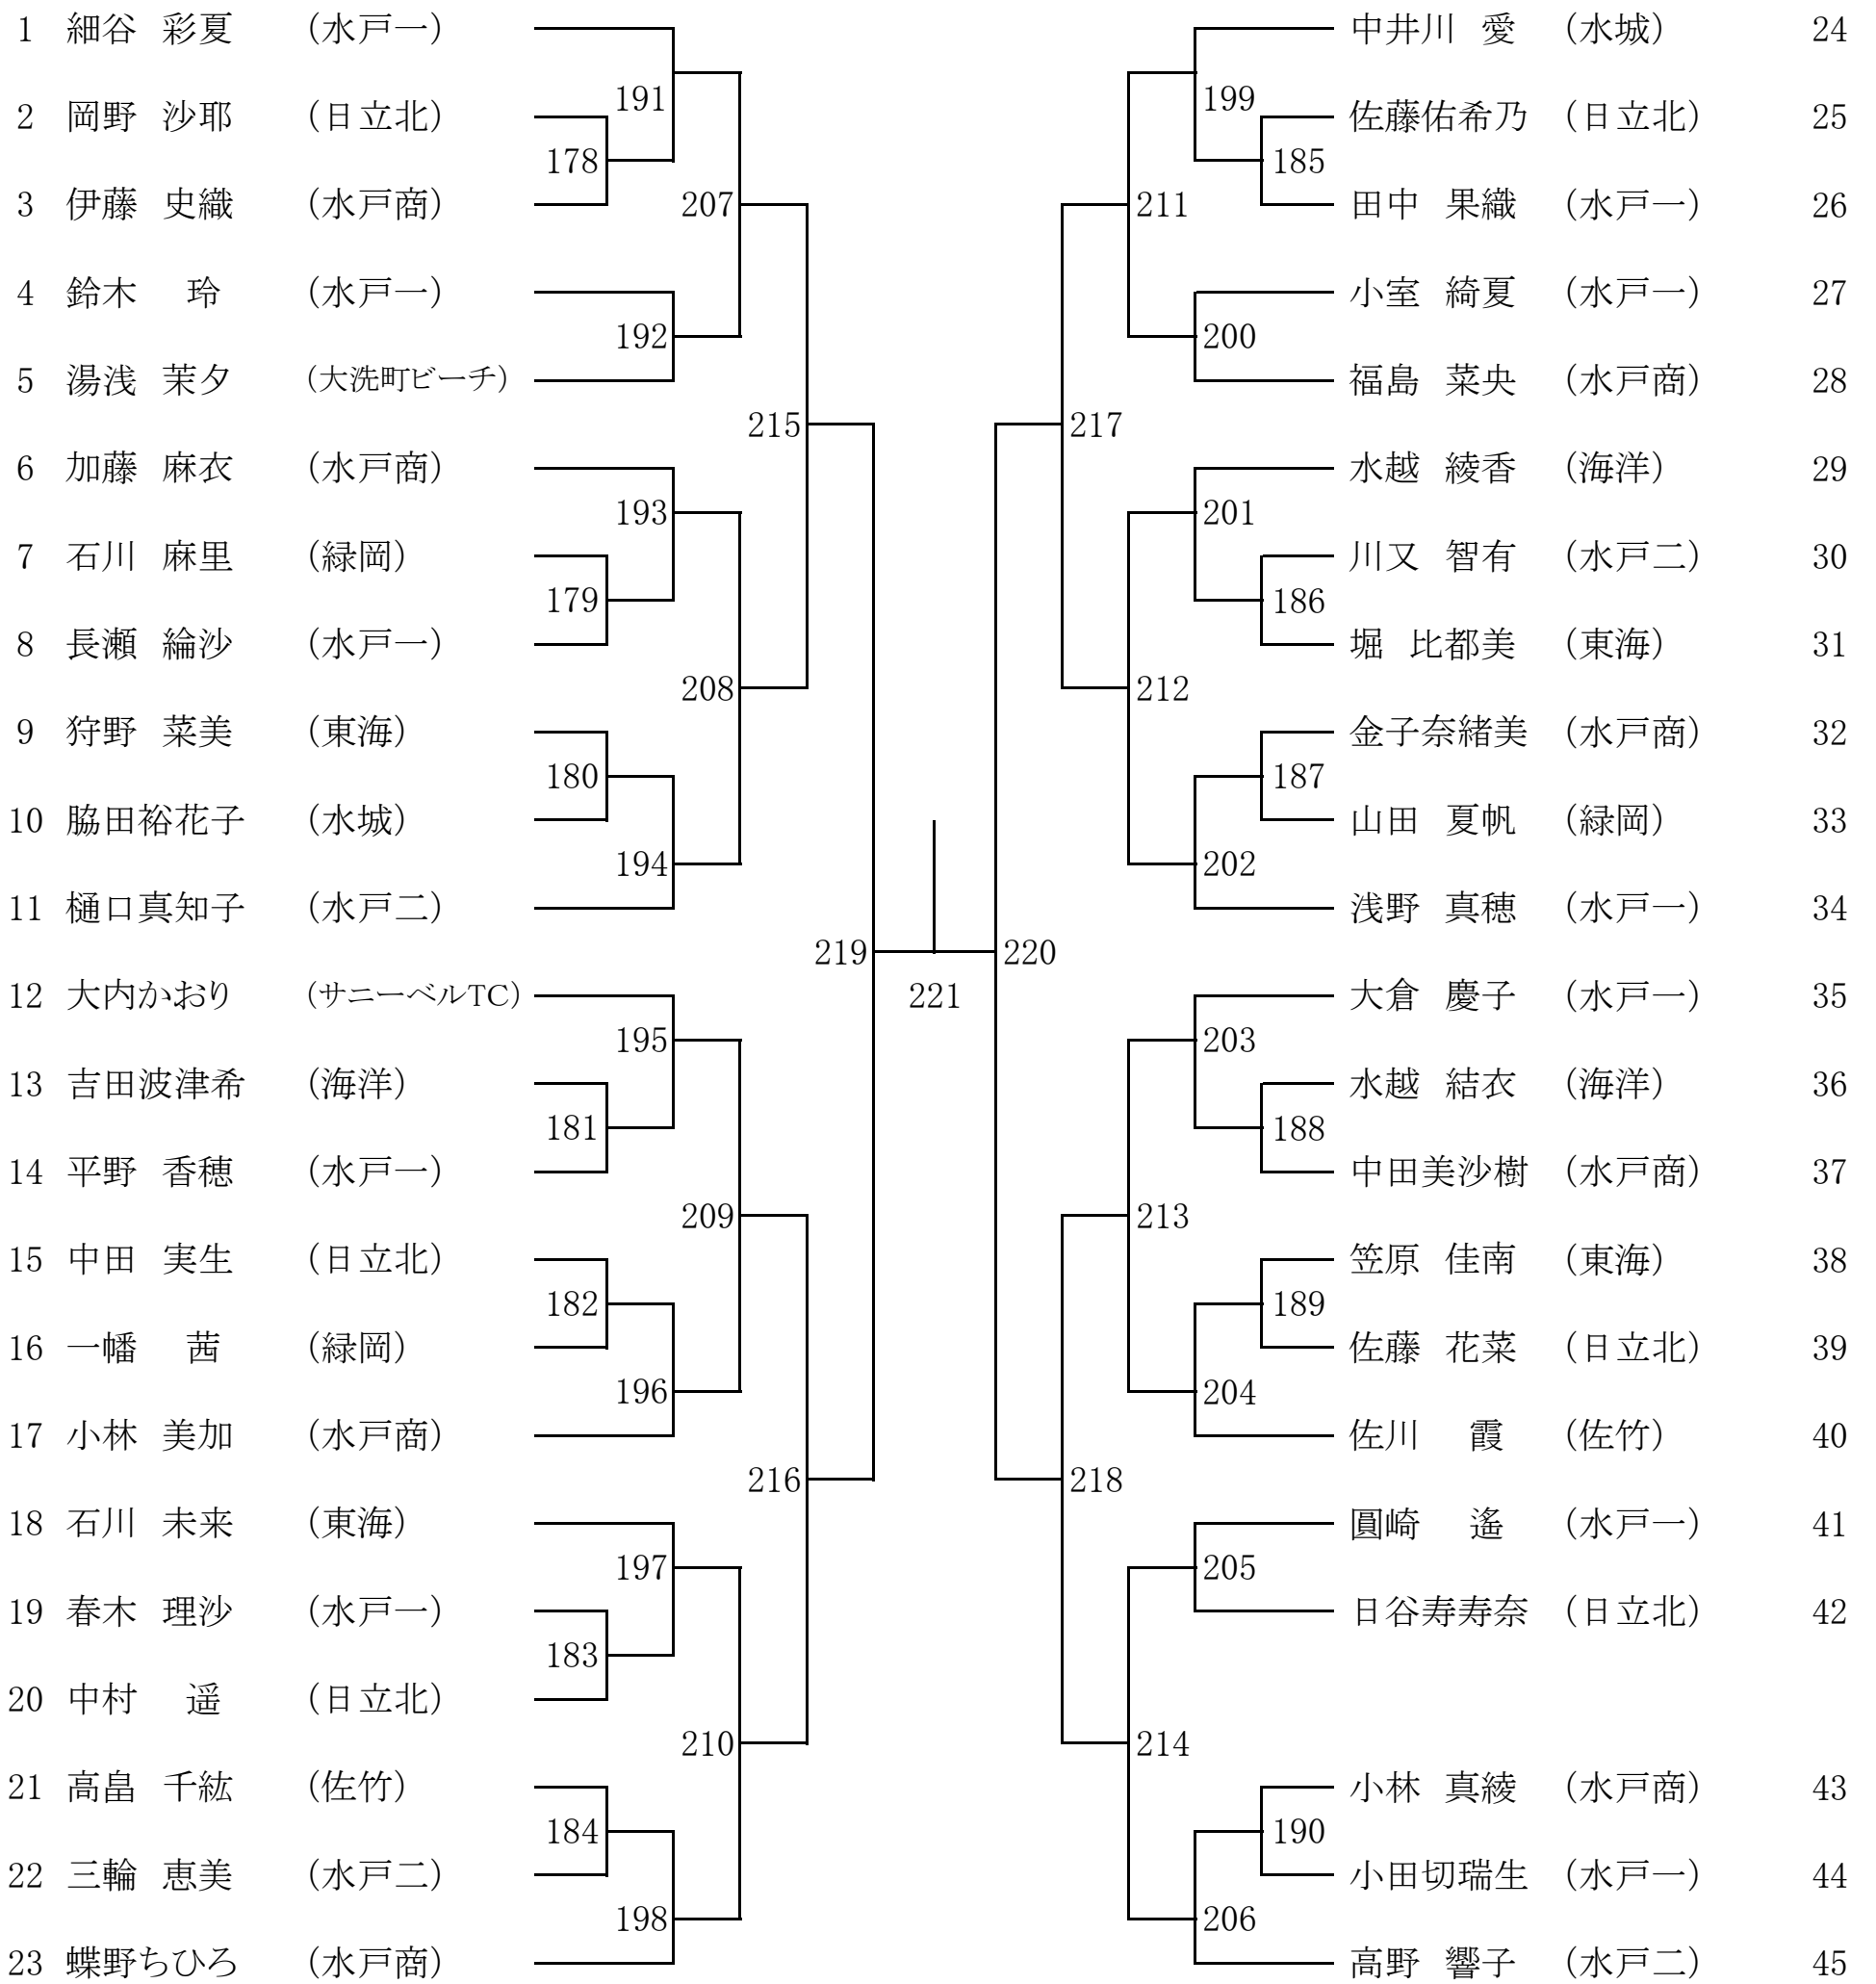 1 細谷 彩夏 (水戸一)
2 岡野 沙耶 (日立北)
3 伊藤 史織 (水戸商)
4 鈴木 玲 (水戸一)
5 湯浅 茉夕 (大洗町ビーチ)
6 加藤 麻衣 (水戸商)
7 石川 麻里 (緑岡)
8 長瀬 綸沙 (水戸一)
9 狩野 菜美 (東海)
10 脇田裕花子 (水城)
11 樋口真知子 (水戸二)
12 大内かおり (サニーベルTC)
13 吉田波津希 (海洋)
14 平野 香穂 (水戸一)
15 中田 実生 (日立北)
16 一幡 茜 (緑岡)
17 小林 美加 (水戸商)
18 石川 未来 (東海)
19 春木 理沙 (水戸一)
20 中村 遥 (日立北)
21 高畠 千紘 (佐竹)
22 三輪 恵美 (水戸二)
23 蝶野ちひろ (水戸商)
178
179
180
181
182
183
184
191
192
193
194
195
196
197
198
207
208
209
210
215
216
219
221
220
217
218
211
212
213
214
199
200
201
202
203
204
205
206
185
186
187
188
189
190
中井川 愛 (水城) 24
佐藤佑希乃 (日立北) 25
田中 果織 (水戸一) 26
小室 綺夏 (水戸一) 27
福島 菜央 (水戸商) 28
水越 綾香 (海洋) 29
川又 智有 (水戸二) 30
堀 比都美 (東海) 31
金子奈緒美 (水戸商) 32
山田 夏帆 (緑岡) 33
浅野 真穂 (水戸一) 34
大倉 慶子 (水戸一) 35
水越 結衣 (海洋) 36
中田美沙樹 (水戸商) 37
笠原 佳南 (東海) 38
佐藤 花菜 (日立北) 39
佐川 霞 (佐竹) 40
圓崎 遙 (水戸一) 41
日谷寿寿奈 (日立北) 42
小林 真綾 (水戸商) 43
小田切瑞生 (水戸一) 44
高野 響子 (水戸二) 45